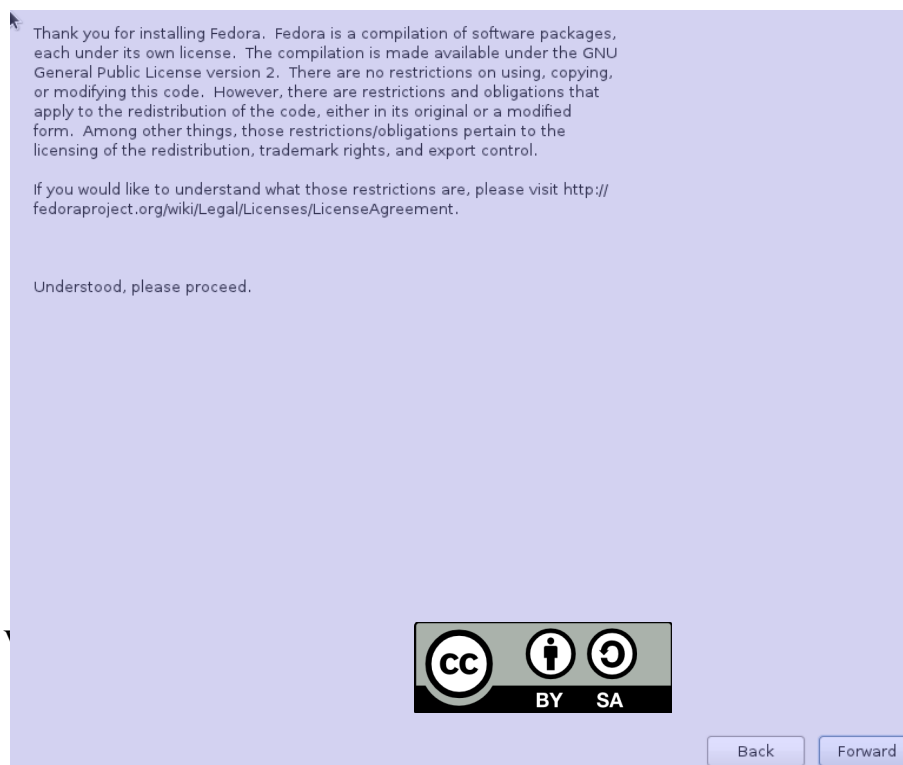 Thank you for installing Fedora.  Fedora is a compilation of software packages,
each under its own license.  The compilation is made available under the GNU
General Public License version 2.  There are no restrictions on using, copying,
or modifying this code.  However, there are restrictions and obligations that
apply to the redistribution of the code, either in its original or a modified
form.  Among other things, those restrictions/obligations pertain to the
licensing of the redistribution, trademark rights, and export control.
If you would like to understand what those restrictions are, please visit http://
fedoraproject.org/wiki/Legal/Licenses/LicenseAgreement.
Understood, please proceed.
cc
BY SA
Back Forward